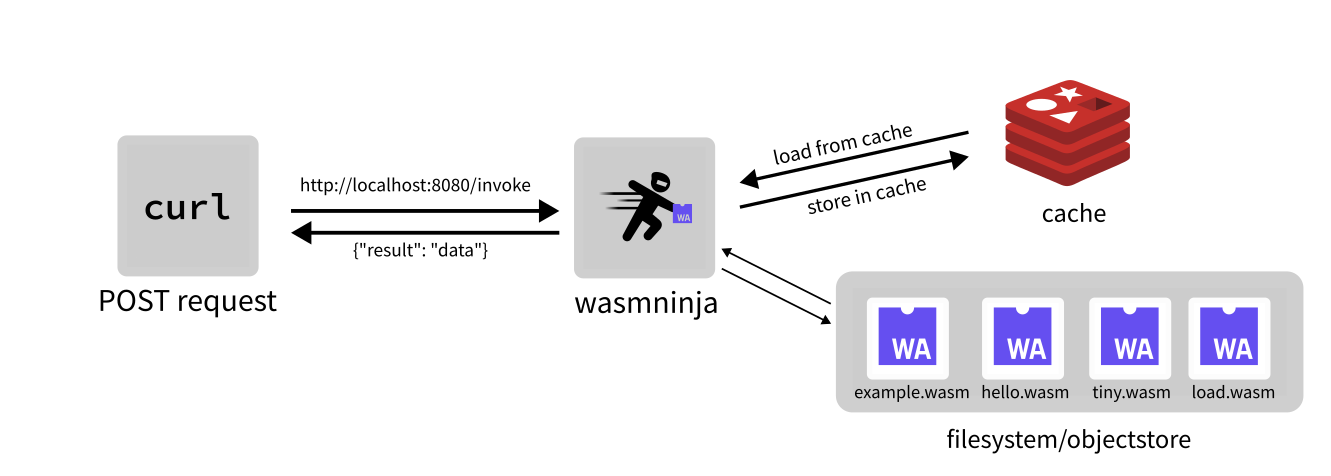 curl
POST request
http://localhost:8080/invoke
{"result": "data"}
WA
wasmninja
load from cache
store in cache
cache
WA
WA
WA
WA
example.wasm
hello.wasm
tiny.wasm
load.wasm
filesystem/objectstore